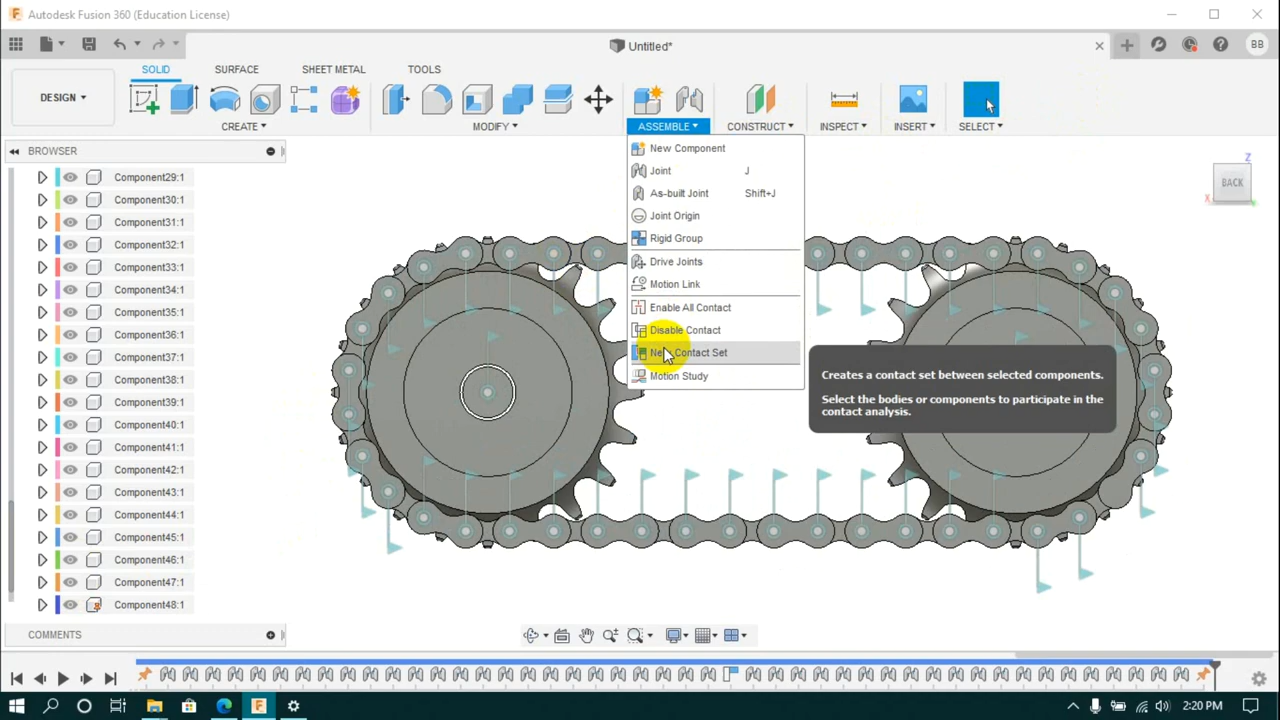 Autodesk Fusion 360 (Education License)
Untitled*
BB
SOLID SURFACE SHEET METAL TOOLS
DESIGN
CREATE MODIFY ASSEMBLE CONSTRUCT INSPECT INSERT SELECT
BROWSER
New Component
Joint J
As-built Joint Shift+J
Joint Origin
Rigid Group
Drive Joints
Motion Link
Enable All Contact
Disable Contact
New Contact Set
Motion Study
Creates a contact set between selected components.
Select the bodies or components to participate in the
contact analysis.
Z
BACK
X
Component29:1
Component30:1
Component31:1
Component32:1
Component33:1
Component34:1
Component35:1
Component36:1
Component37:1
Component38:1
Component39:1
Component40:1
Component41:1
Component42:1
Component43:1
Component44:1
Component45:1
Component46:1
Component47:1
Component48:1
COMMENTS
2:20 PM